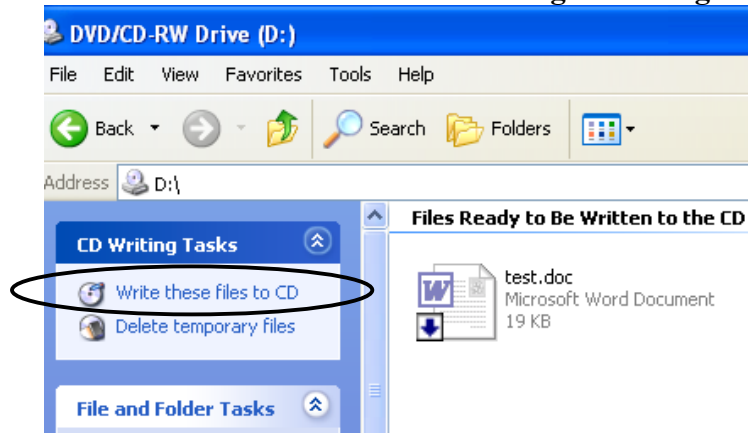 DVD/CD-RW Drive (D:)
File Edit View Favorites Tools Help
Back Search Folders
Address D:\
Files Ready to Be Written to the CD
CD Writing Tasks
Write these files to CD
Delete temporary files
test.doc
Microsoft Word Document
19 KB
File and Folder Tasks